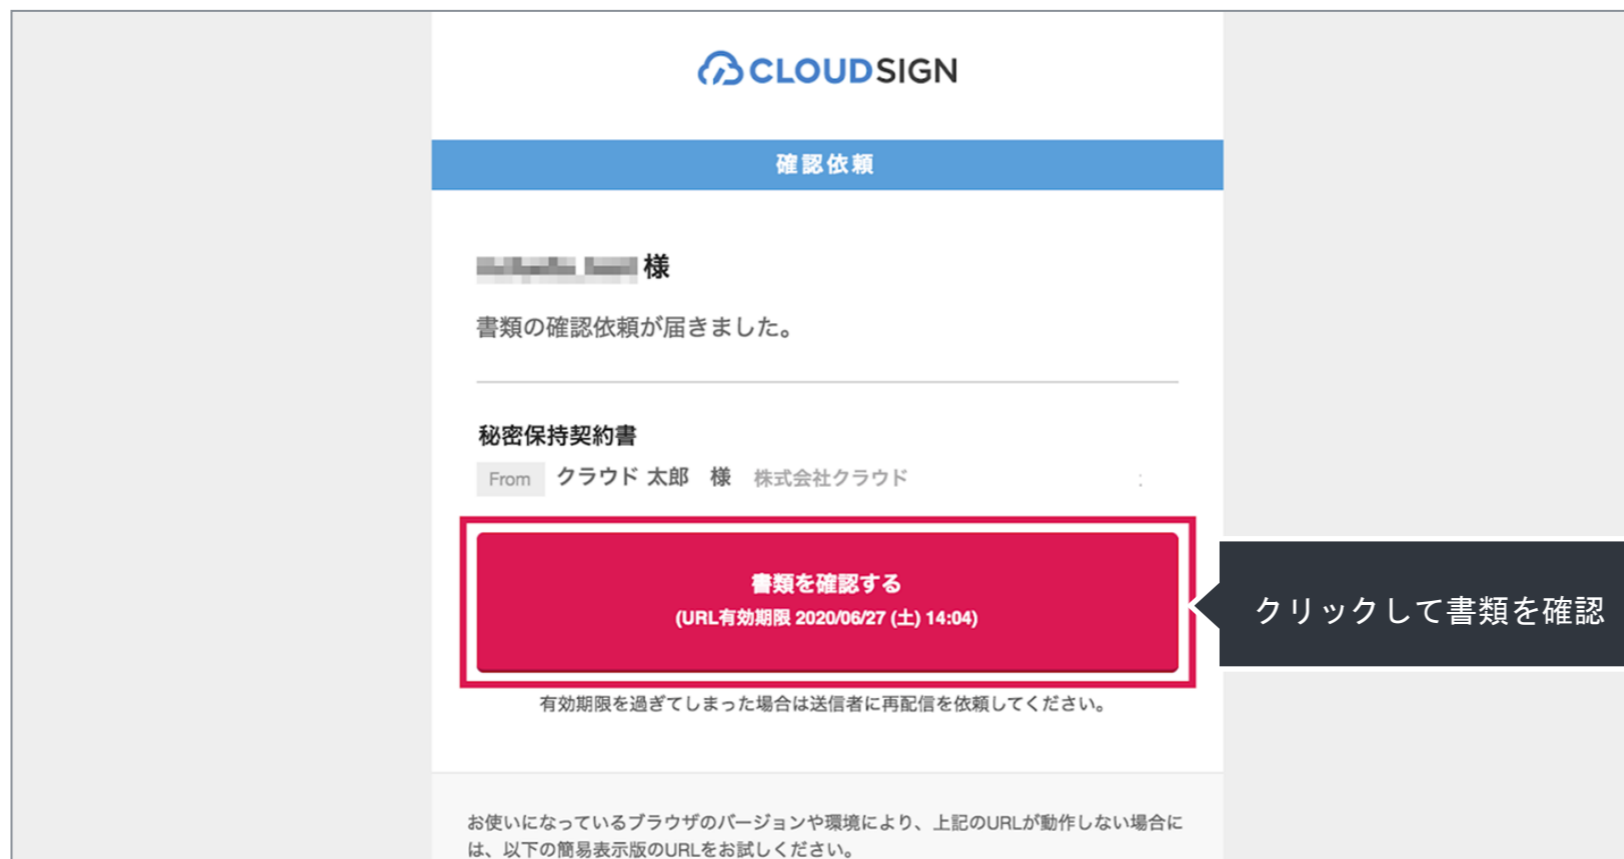 CLOUDSIGN
確認依頼
様
書類の確認依頼が届きました。
秘密保持契約書
From クラウド 太郎 様 株式会社クラウド :
書類を確認する
(URL有効期限 2020/06/27 (土) 14:04)
クリックして書類を確認
有効期限を過ぎてしまった場合は送信者に再配信を依頼してください。
お使いになっているブラウザのバージョンや環境により、上記のURLが動作しない場合に
は、以下の簡易表示版のURLをお試しください。